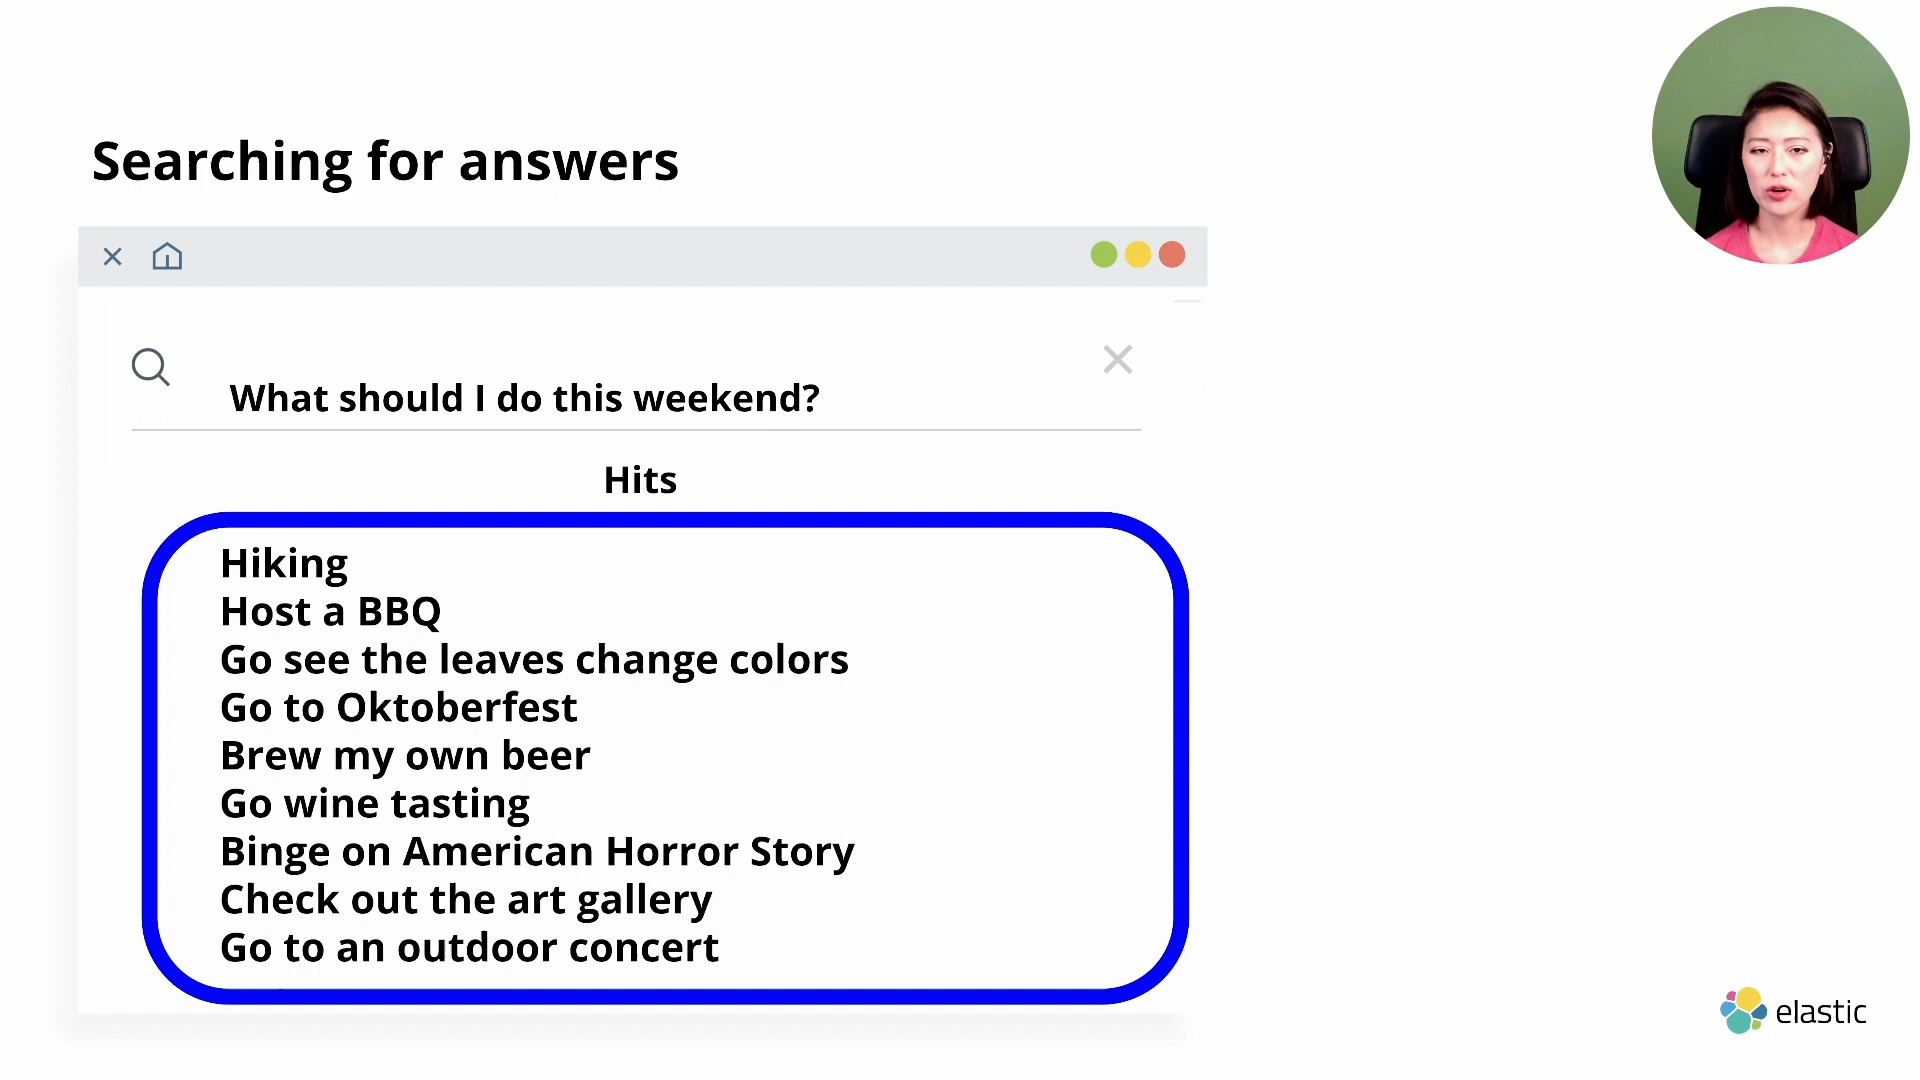 Searching for answers
What should I do this weekend?
Hits
Hiking
Host a BBQ
Go see the leaves change colors
Go to Oktoberfest
Brew my own beer
Go wine tasting
Binge on American Horror Story
Check out the art gallery
Go to an outdoor concert
elastic